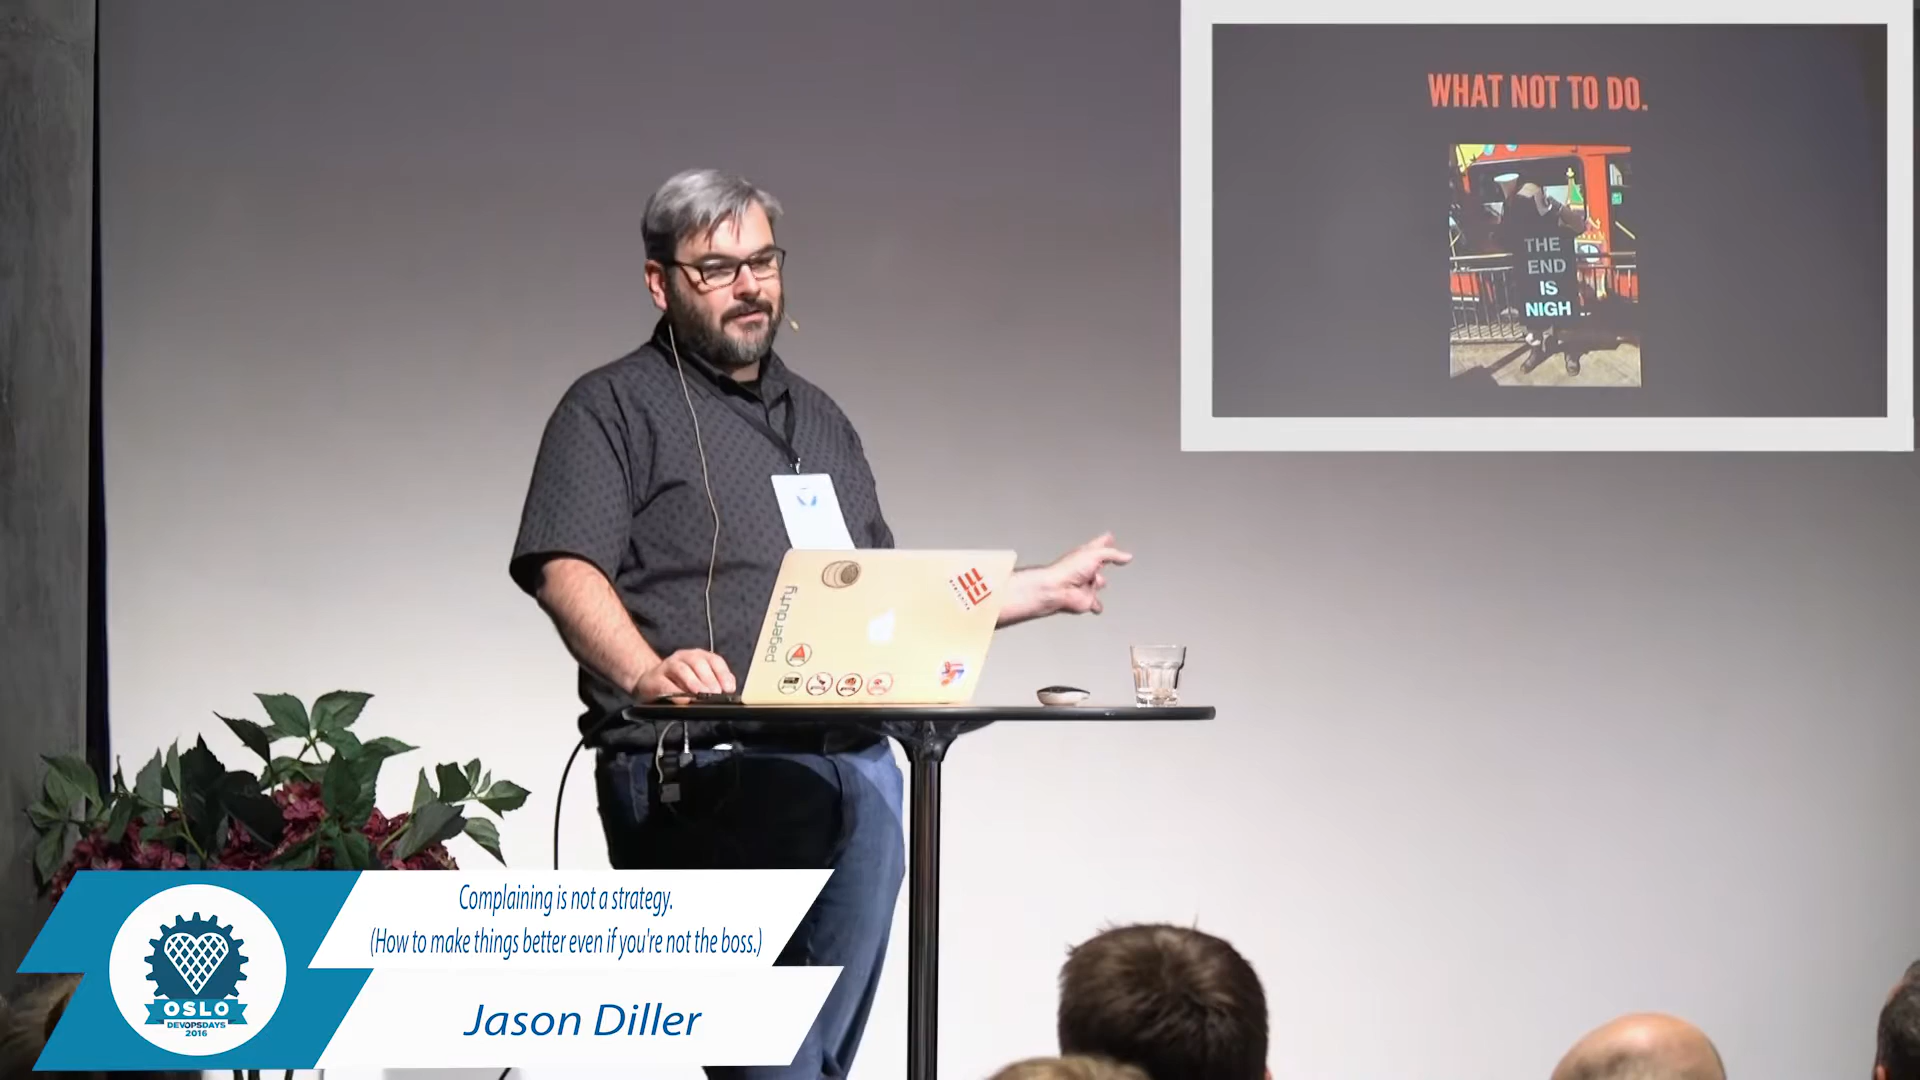 WHAT NOT TO DO.
THE
END
IS
NIGH
pagerduty
Complaining is not a strategy.
(How to make things better even if you're not the boss.)
Jason Diller
OSLO
DEVOPSDAYS
2016